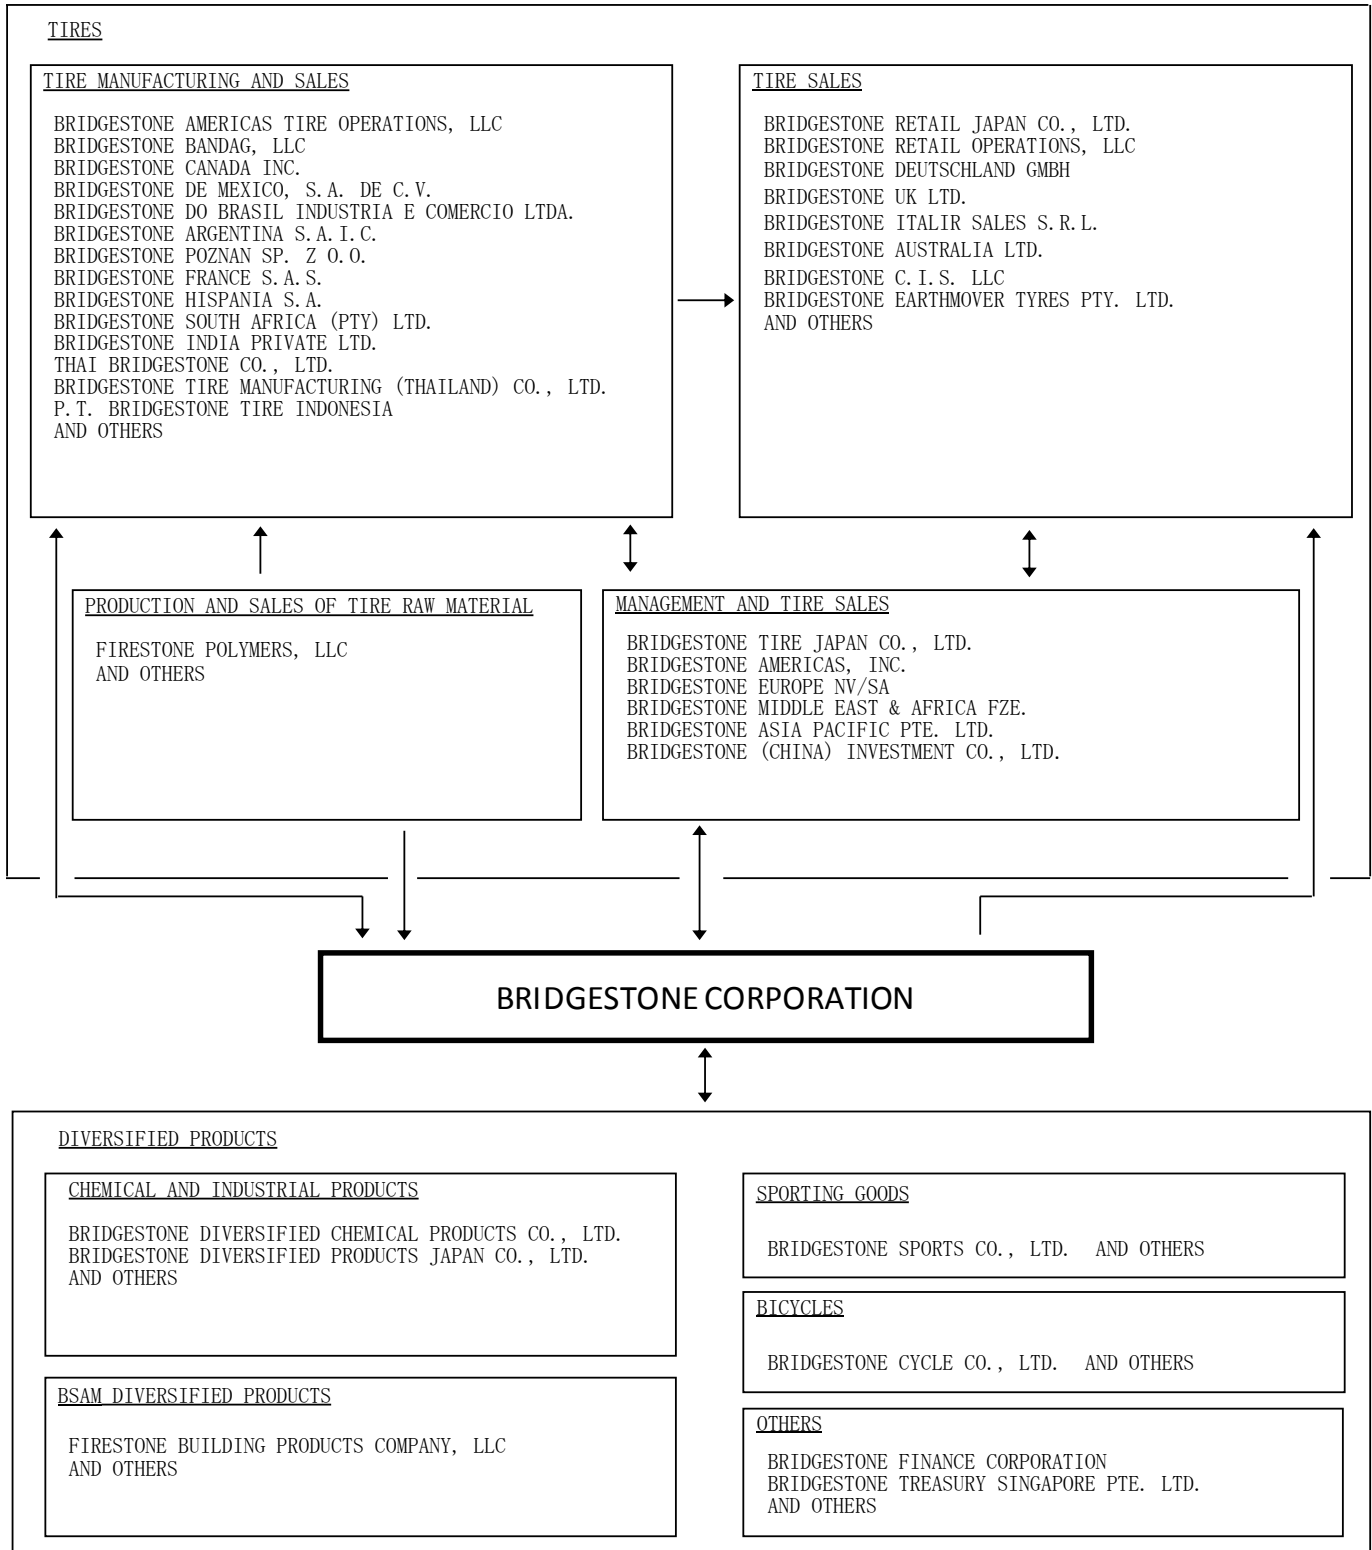 TIRES
TIRE MANUFACTURING AND SALES
BRIDGESTONE AMERICAS TIRE OPERATIONS, LLC
BRIDGESTONE BANDAG, LLC
BRIDGESTONE CANADA INC.
BRIDGESTONE DE MEXICO, S.A. DE C.V.
BRIDGESTONE DO BRASIL INDUSTRIA E COMERCIO LTDA.
BRIDGESTONE ARGENTINA S.A.I.C.
BRIDGESTONE POZNAN SP. Z O.O.
BRIDGESTONE FRANCE S.A.S.
BRIDGESTONE HISPANIA S.A.
BRIDGESTONE SOUTH AFRICA (PTY) LTD.
BRIDGESTONE INDIA PRIVATE LTD.
THAI BRIDGESTONE CO., LTD.
BRIDGESTONE TIRE MANUFACTURING (THAILAND) CO., LTD.
P.T. BRIDGESTONE TIRE INDONESIA
AND OTHERS
TIRE SALES
BRIDGESTONE RETAIL JAPAN CO., LTD.
BRIDGESTONE RETAIL OPERATIONS, LLC
BRIDGESTONE DEUTSCHLAND GMBH
BRIDGESTONE UK LTD.
BRIDGESTONE ITALIR SALES S.R.L.
BRIDGESTONE AUSTRALIA LTD.
BRIDGESTONE C.I.S. LLC
BRIDGESTONE EARTHMOVER TYRES PTY. LTD.
AND OTHERS
PRODUCTION AND SALES OF TIRE RAW MATERIAL
FIRESTONE POLYMERS, LLC
AND OTHERS
MANAGEMENT AND TIRE SALES
BRIDGESTONE TIRE JAPAN CO., LTD.
BRIDGESTONE AMERICAS, INC.
BRIDGESTONE EUROPE NV/SA
BRIDGESTONE MIDDLE EAST & AFRICA FZE.
BRIDGESTONE ASIA PACIFIC PTE. LTD.
BRIDGESTONE (CHINA) INVESTMENT CO., LTD.
BRIDGESTONE CORPORATION
DIVERSIFIED PRODUCTS
CHEMICAL AND INDUSTRIAL PRODUCTS
BRIDGESTONE DIVERSIFIED CHEMICAL PRODUCTS CO., LTD.
BRIDGESTONE DIVERSIFIED PRODUCTS JAPAN CO., LTD.
AND OTHERS
BSAM DIVERSIFIED PRODUCTS
FIRESTONE BUILDING PRODUCTS COMPANY, LLC
AND OTHERS
SPORTING GOODS
BRIDGESTONE SPORTS CO., LTD. AND OTHERS
BICYCLES
BRIDGESTONE CYCLE CO., LTD. AND OTHERS
OTHERS
BRIDGESTONE FINANCE CORPORATION
BRIDGESTONE TREASURY SINGAPORE PTE. LTD.
AND OTHERS